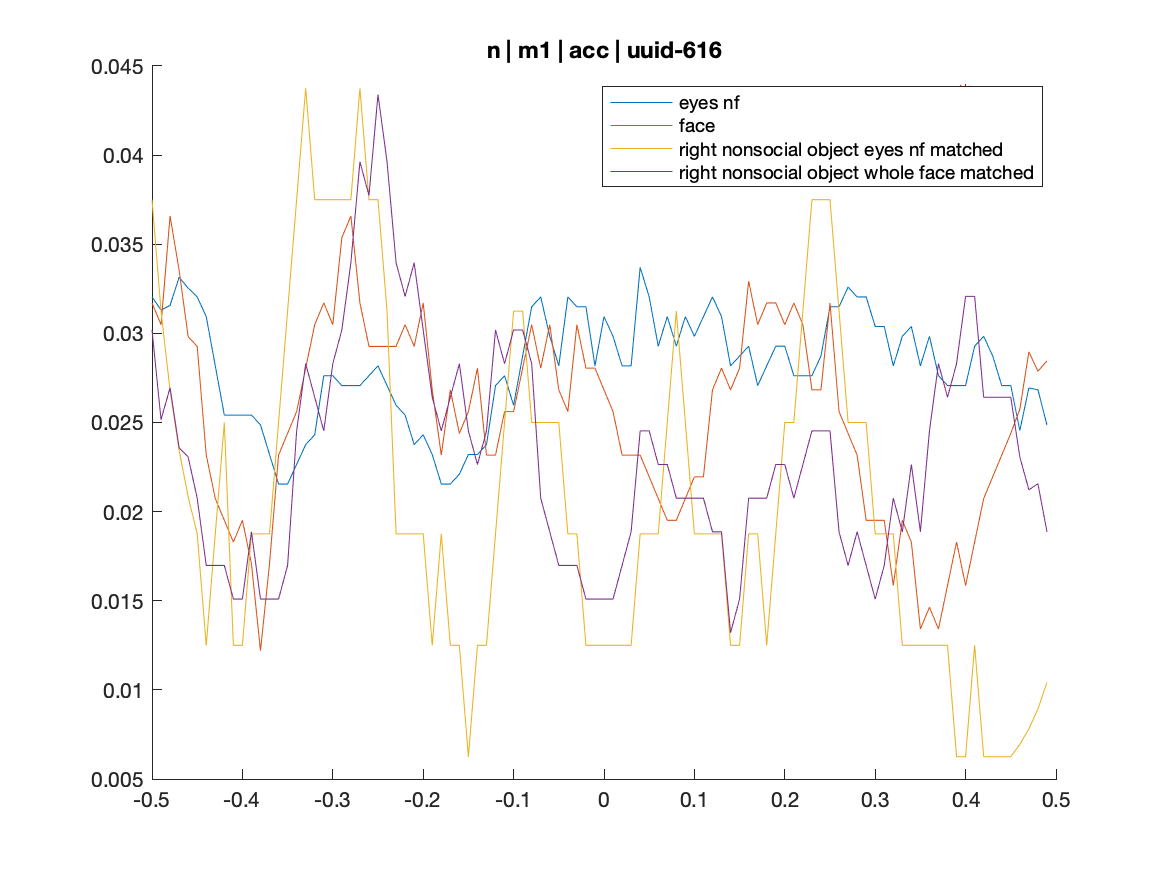 n | m1 | acc | uuid-616
eyes nf
face
right nonsocial object eyes nf matched
right nonsocial object whole face matched
0.045
0.04
0.035
0.03
0.025
0.02
0.015
0.01
0.005
-0.5 -0.4 -0.3 -0.2 -0.1 0 0.1 0.2 0.3 0.4 0.5